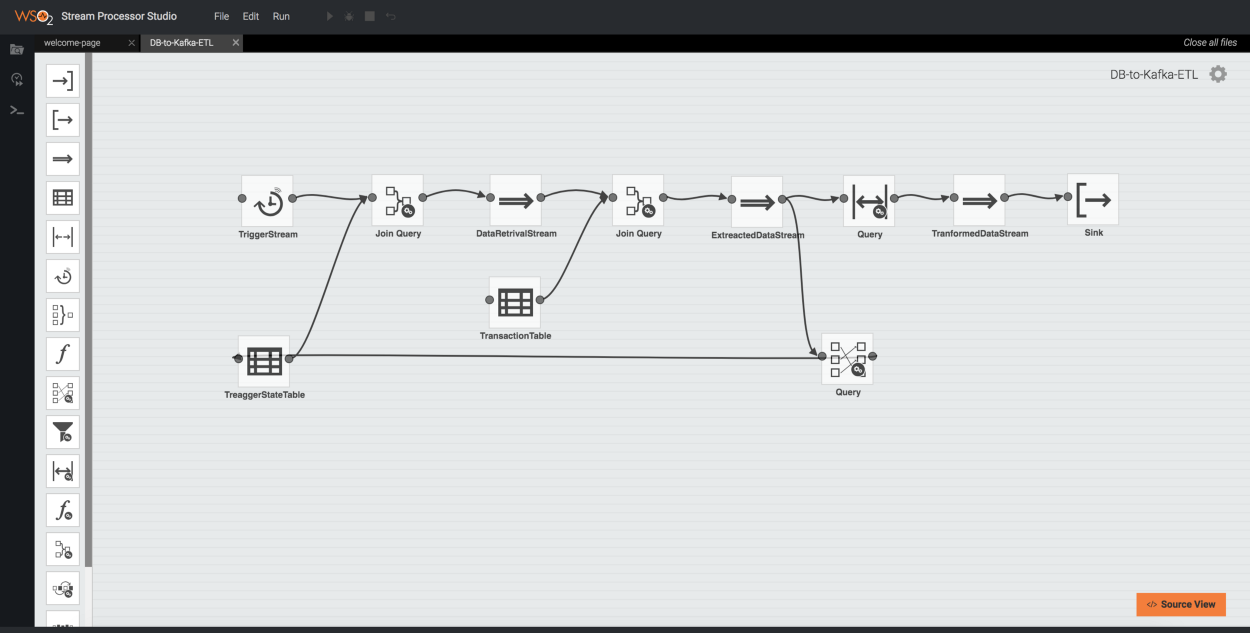 WSO2 Stream Processor Studio File Edit Run
welcome-page × DB-to-Kafka-ETL × Close all files
DB-to-Kafka-ETL
TriggerStream Join Query DataRetrivalStream Join Query ExtreactedDataStream Query TranformedDataStream Sink
TransactionTable
TreaggerStateTable Query
</> Source View